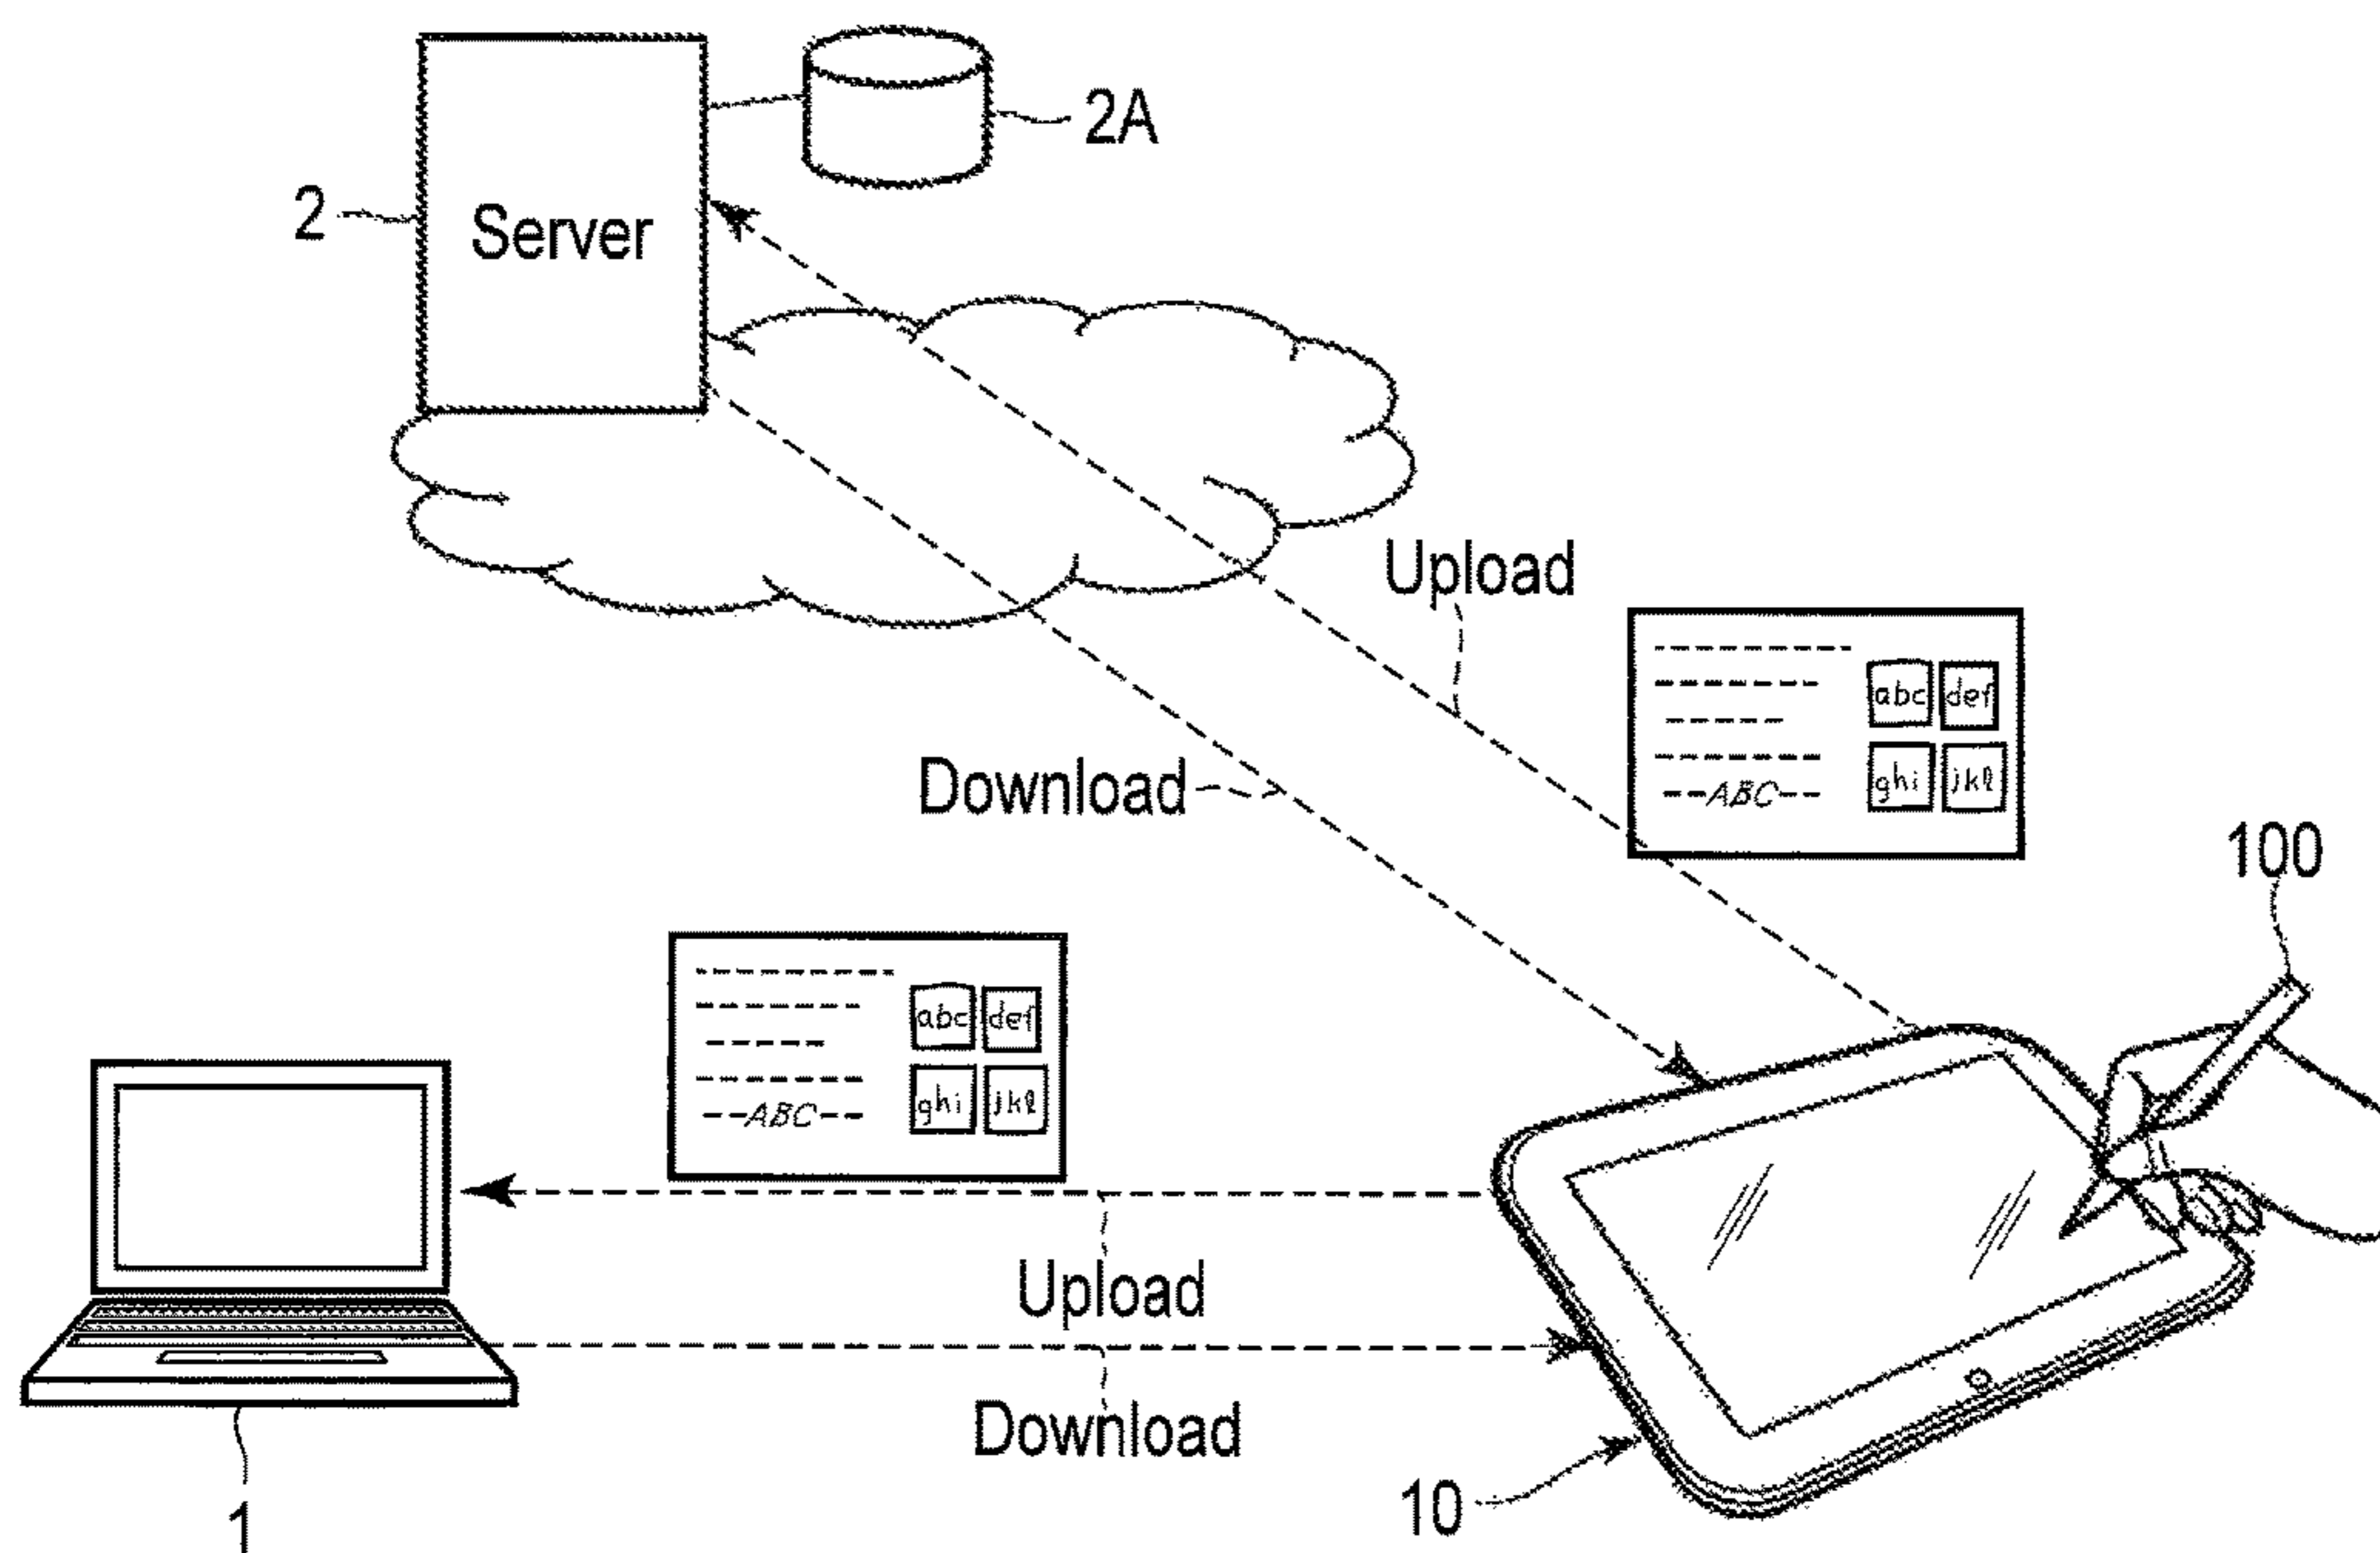 2A
2
Server
Upload
abc def
Download
ghi jkl
ABC
100
abc def
ghi jkl
ABC
Upload
Download
10
1